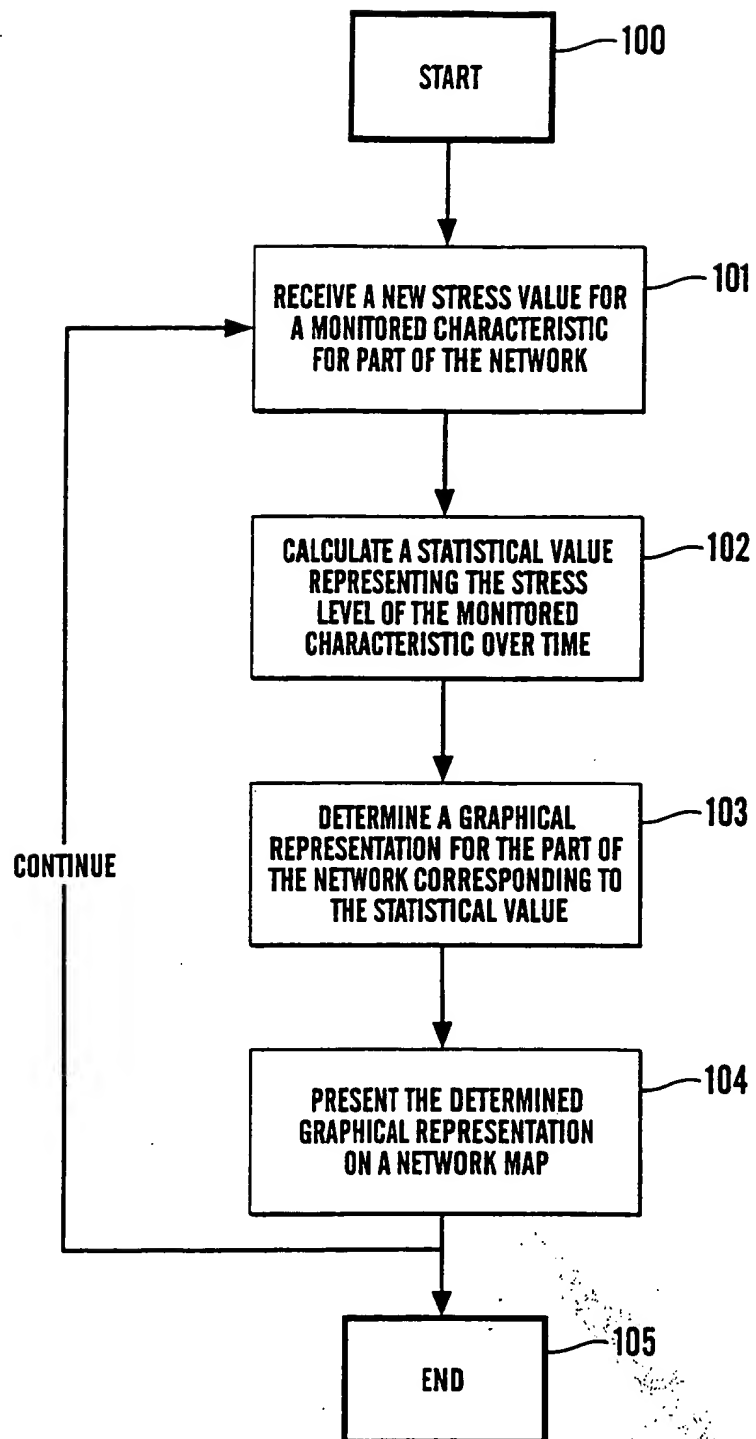 START
100
RECEIVE A NEW STRESS VALUE FOR
A MONITORED CHARACTERISTIC
FOR PART OF THE NETWORK
101
CALCULATE A STATISTICAL VALUE
REPRESENTING THE STRESS
LEVEL OF THE MONITORED
CHARACTERISTIC OVER TIME
102
DETERMINE A GRAPHICAL
REPRESENTATION FOR THE PART OF
THE NETWORK CORRESPONDING TO
THE STATISTICAL VALUE
103
CONTINUE
PRESENT THE DETERMINED
GRAPHICAL REPRESENTATION
ON A NETWORK MAP
104
END
105